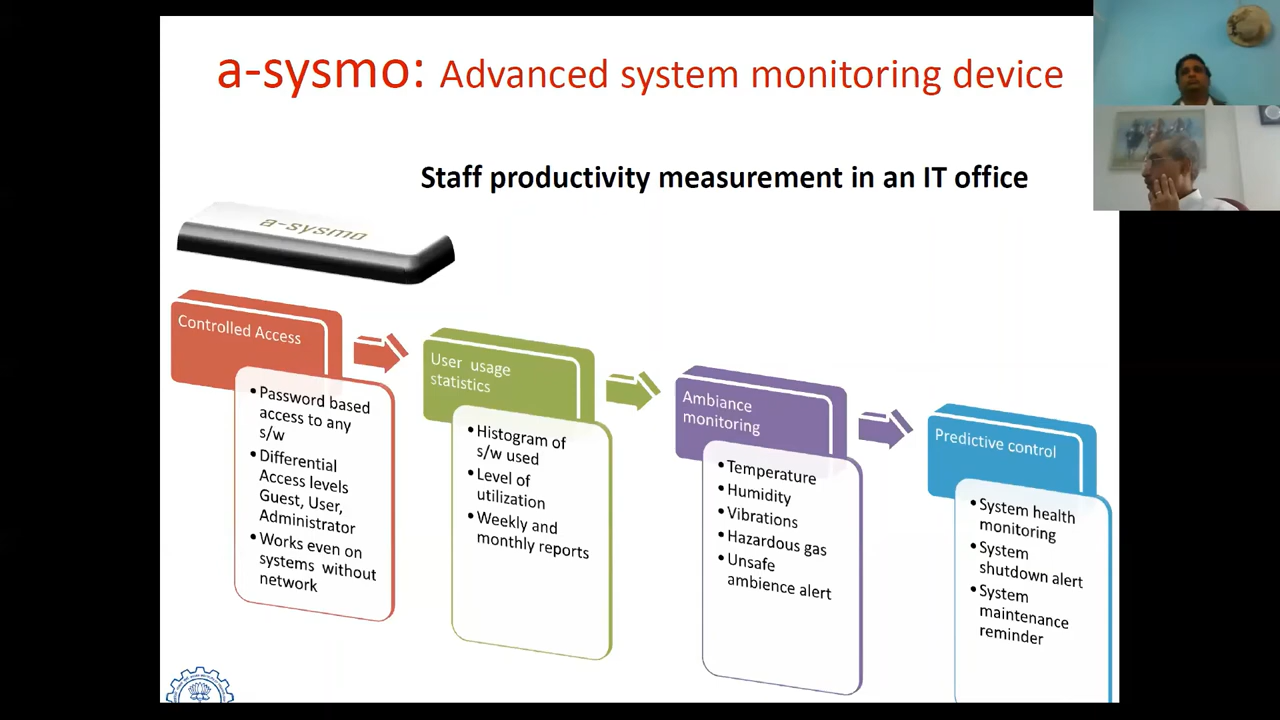 a-sysmo: Advanced system monitoring device
Staff productivity measurement in an IT office
a-sysmo
Controlled Access
• Password based
access to any
s/w
• Differential
Access levels
Guest, User,
Administrator
• Works even on
systems without
network
User usage
statistics
• Histogram of
s/w used
• Level of
utilization
• Weekly and
monthly reports
Ambiance
monitoring
• Temperature
• Humidity
• Vibrations
• Hazardous gas
• Unsafe
ambience alert
Predictive control
• System health
monitoring
• System
shutdown alert
• System
maintenance
reminder